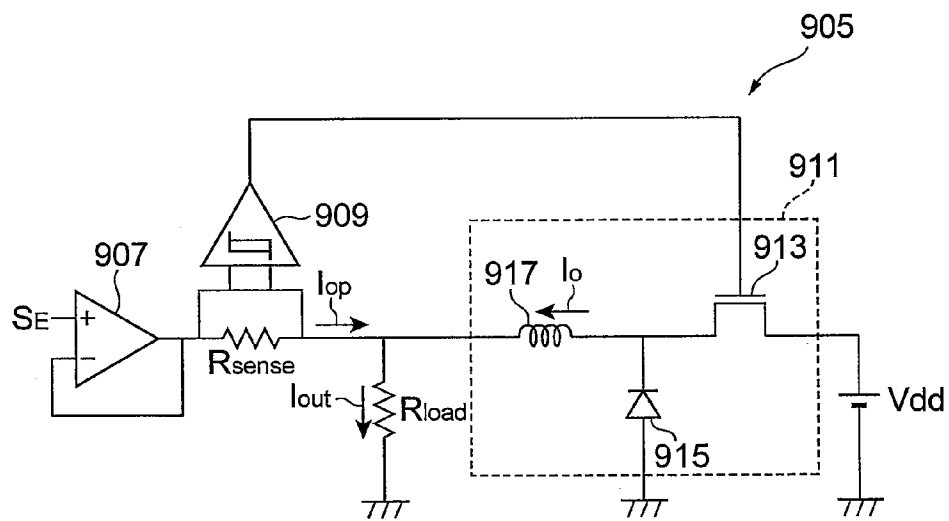 905
911
909
913
907
917
Io
Iop
SE
+
−
Rsense
Iout
Rload
915
Vdd